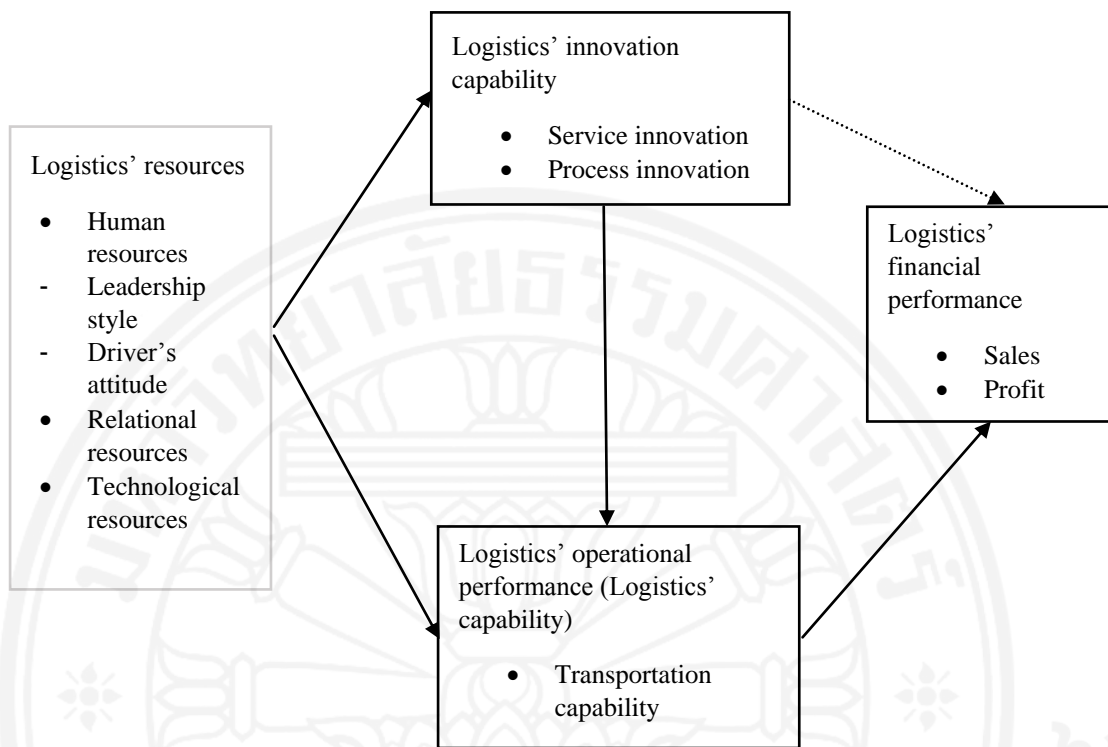 Logistics’ innovation
capability
● Service innovation
● Process innovation
Logistics’ resources
● Human
resources
- Leadership
style
- Driver’s
attitude
● Relational
resources
● Technological
resources
Logistics’
financial
performance
● Sales
● Profit
Logistics’ operational
performance (Logistics’
capability)
● Transportation
capability